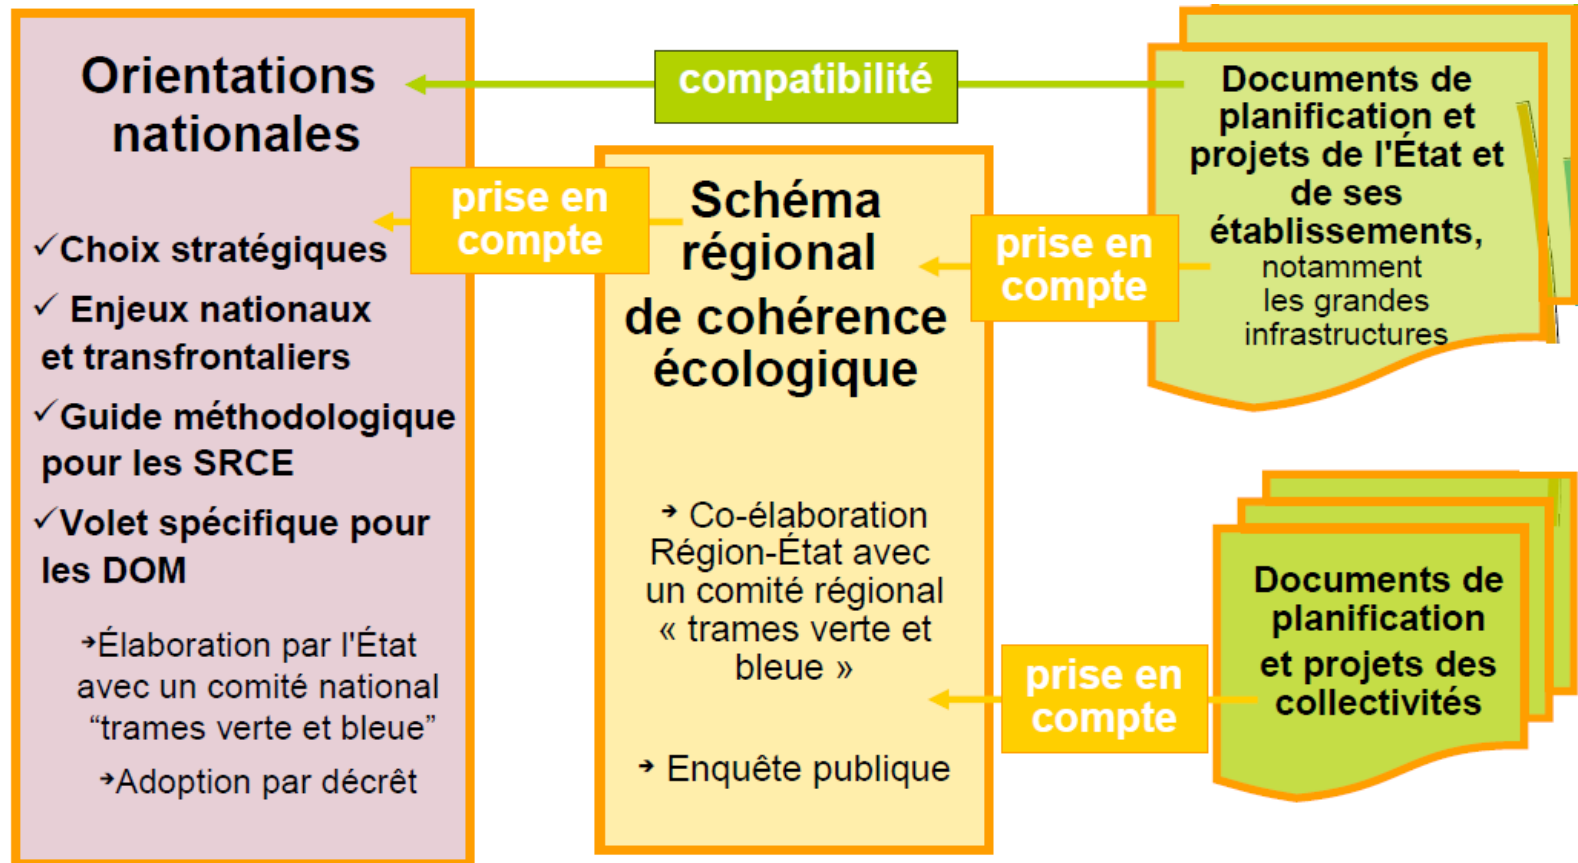 Orientations
nationales
✓Choix stratégiques
✓ Enjeux nationaux
et transfrontaliers
✓Guide méthodologique
pour les SRCE
✓Volet spécifique pour
les DOM
➔Élaboration par l'État
avec un comité national
“trames verte et bleue”
➔Adoption par décrêt
compatibilité
prise en
compte
Schéma
régional
de cohérence
écologique
➔ Co-élaboration
Région-État avec
un comité régional
« trames verte et
bleue »
➔ Enquête publique
prise en
compte
prise en
compte
Documents de
planification et
projets de l'État et
de ses
établissements,
notamment
les grandes
infrastructures
Documents de
planification
et projets des
collectivités